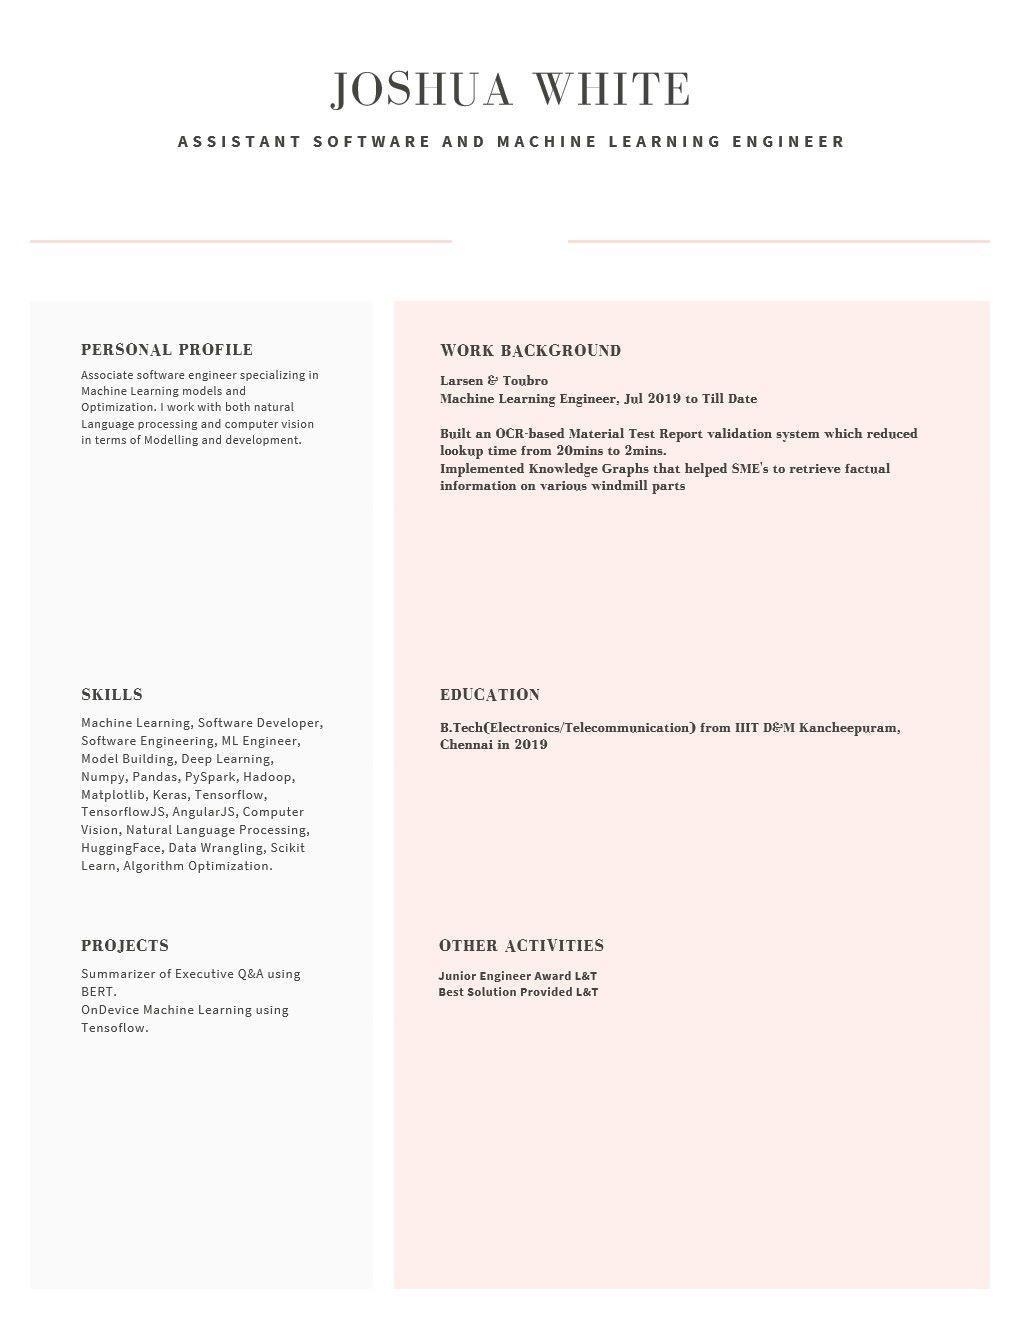 JOSHUA WHITE
ASSISTANT SOFTWARE AND MACHINE LEARNING ENGINEER
PERSONAL PROFILE
Associate software engineer specializing in
Machine Learning models and
Optimization. I work with both natural
Language processing and computer vision
in terms of Modelling and development.
SKILLS
Machine Learning, Software Developer,
Software Engineering, ML Engineer,
Model Building, Deep Learning,
Numpy, Pandas, PySpark, Hadoop,
Matplotlib, Keras, Tensorflow,
TensorflowJS, AngularJS, Computer
Vision, Natural Language Processing,
HuggingFace, Data Wrangling, Scikit
Learn, Algorithm Optimization.
PROJECTS
Summarizer of Executive Q&A using
BERT.
OnDevice Machine Learning using
Tensoflow.
WORK BACKGROUND
Larsen & Toubro
Machine Learning Engineer, Jul 2019 to Till Date
Built an OCR-based Material Test Report validation system which reduced
lookup time from 20mins to 2mins.
Implemented Knowledge Graphs that helped SME's to retrieve factual
information on various windmill parts
EDUCATION
B.Tech(Electronics/Telecommunication) from IIIT D&M Kancheepuram,
Chennai in 2019
OTHER ACTIVITIES
Junior Engineer Award L&T
Best Solution Provided L&T